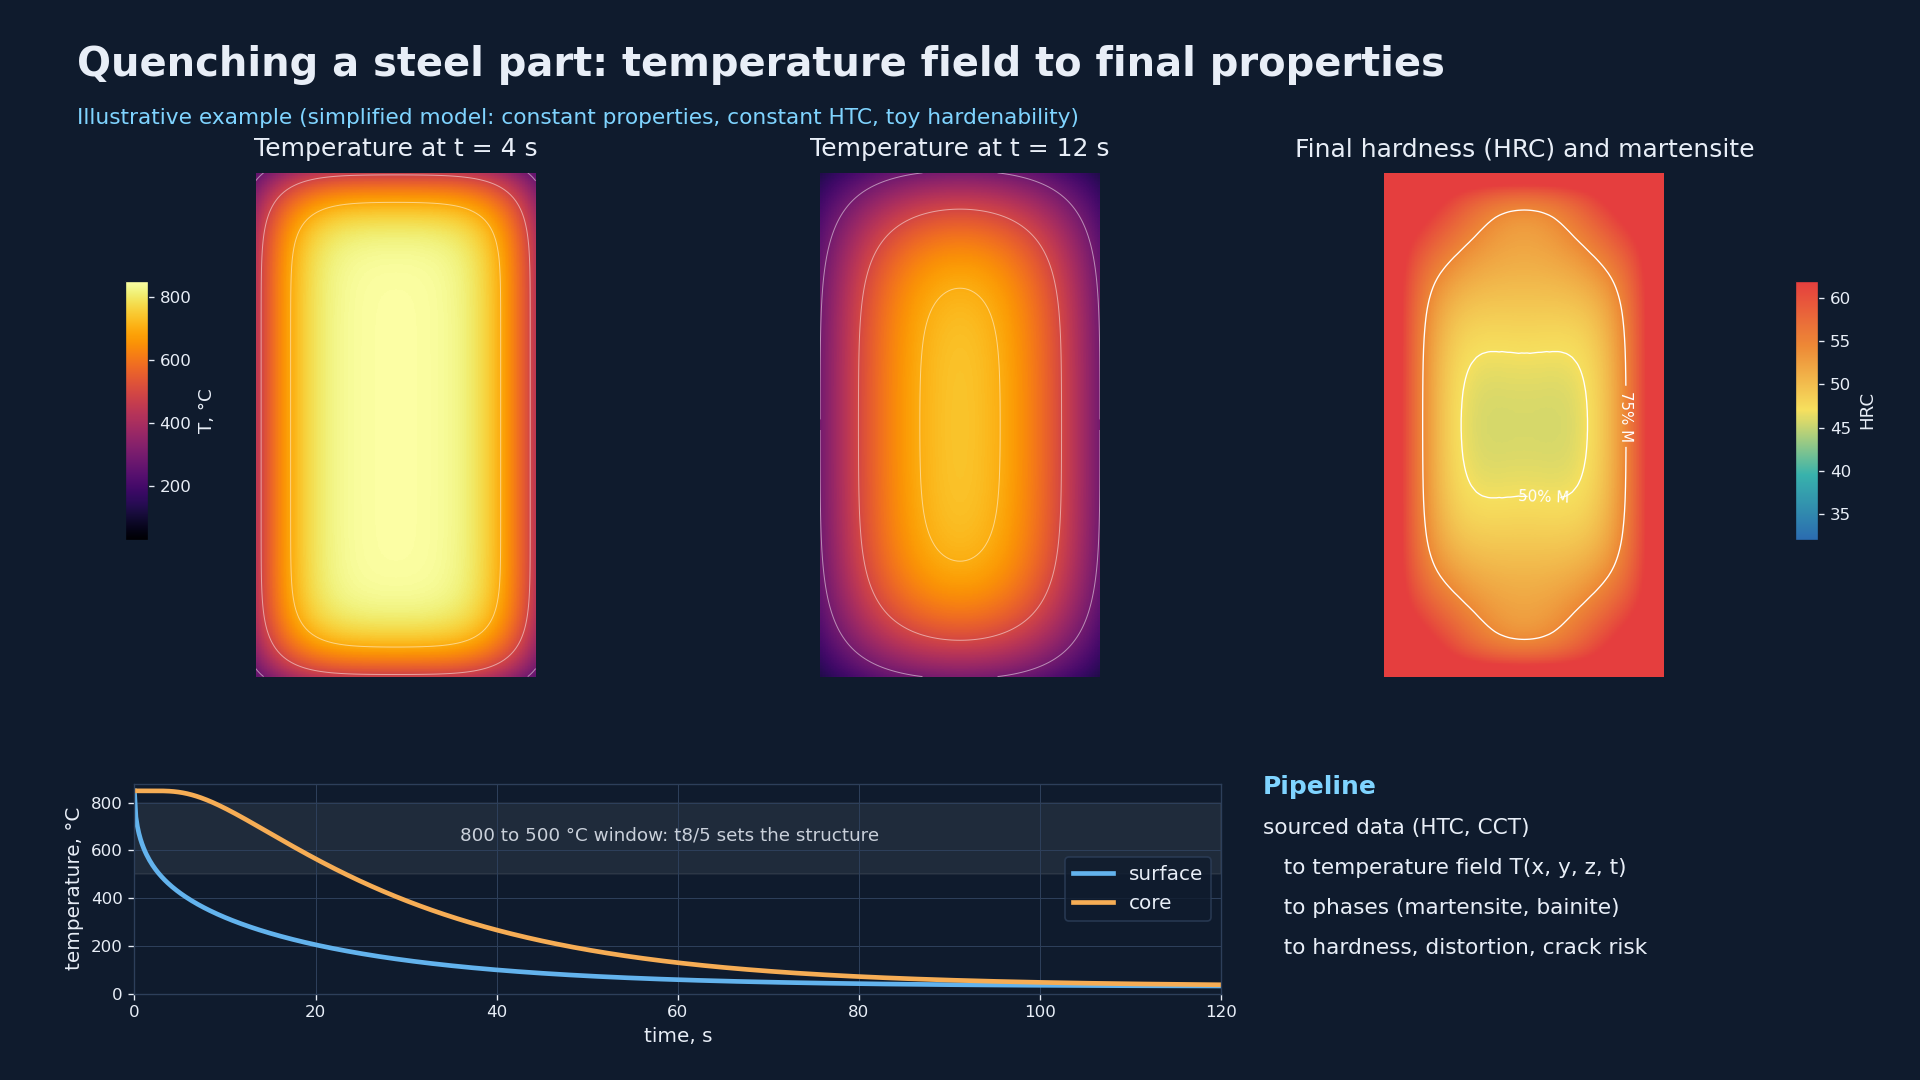 Quenching a steel part: temperature field to final properties
Illustrative example (simplified model: constant properties, constant HTC, toy hardenability)
Temperature at t = 4 s
Temperature at t = 12 s
Final hardness (HRC) and martensite
800
600
400
200
T, °C
75% M
50% M
60
55
50
45
40
35
HRC
800
600
400
200
0
temperature, °C
800 to 500 °C window: t8/5 sets the structure
surface
core
0
20
40
60
80
100
120
time, s
Pipeline
sourced data (HTC, CCT)
to temperature field T(x, y, z, t)
to phases (martensite, bainite)
to hardness, distortion, crack risk